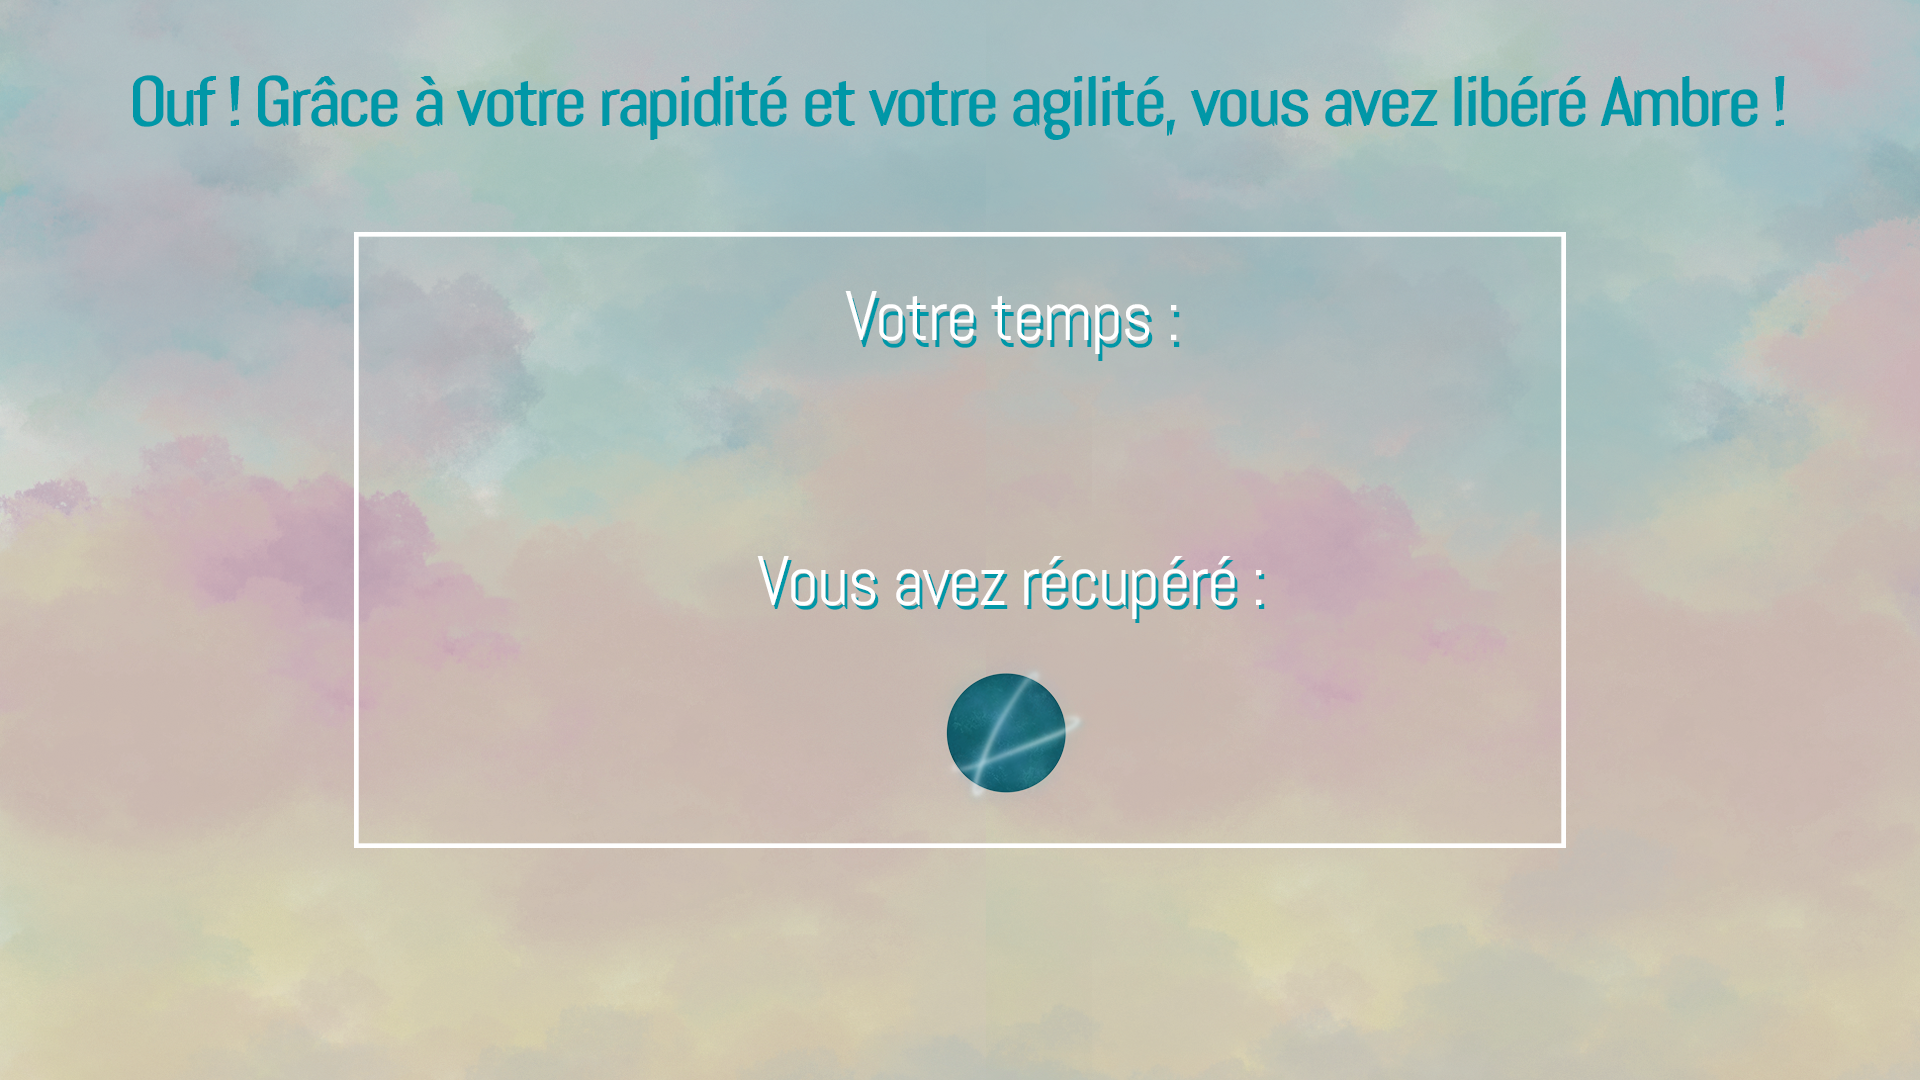 Ouf ! Grâce à votre rapidité et votre agilité, vous avez libéré Ambre !
Votre temps :
Vous avez récupéré :